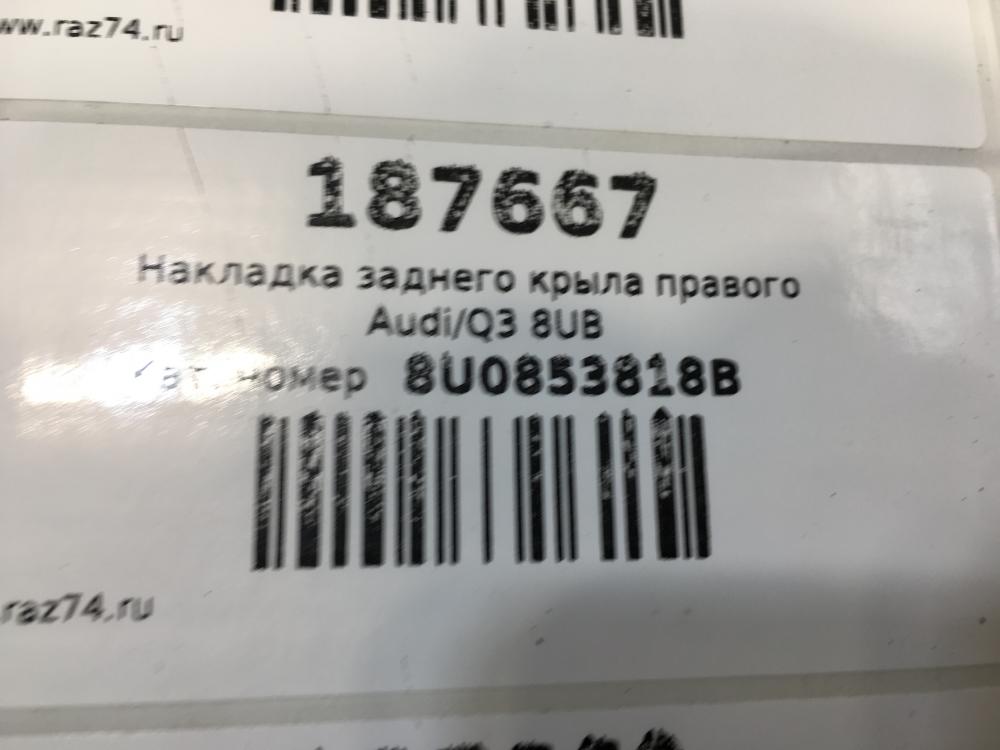 www.raz74.ru
187667
Накладка заднего крыла правого
Audi/Q3 8UB
номер 8U0853818B
raz74.ru